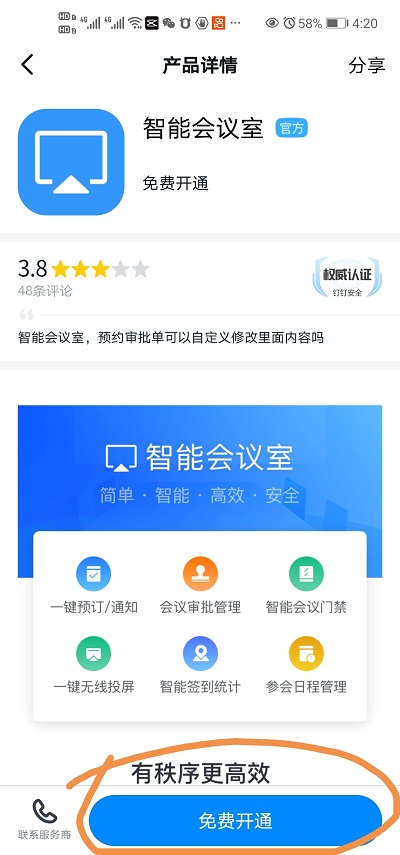 HD 4G 4G 58% 4:20
HD
产品详情 分享
智能会议室 官方
免费开通
3.8
48条评论
权威认证
钉钉安全
智能会议室，预约审批单可以自定义修改里面内容吗
智能会议室
简单 · 智能 · 高效 · 安全
一键预订/通知 会议审批管理 智能会议门禁
一键无线投屏 智能签到统计 参会日程管理
有秩序更高效
联系服务商 免费开通